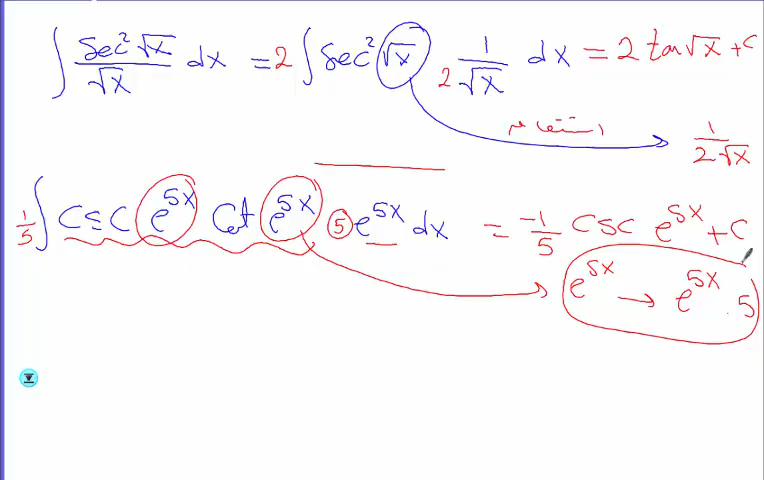 ∫ sec² √x / √x dx = 2 ∫ sec² √x 1 / 2√x dx = 2 tan √x + c
اشتقاق
1 / 2√x
1/5 ∫ csc e^5x cot e^5x 5 e^5x dx = -1/5 csc e^5x + c
e^5x → e^5x . 5